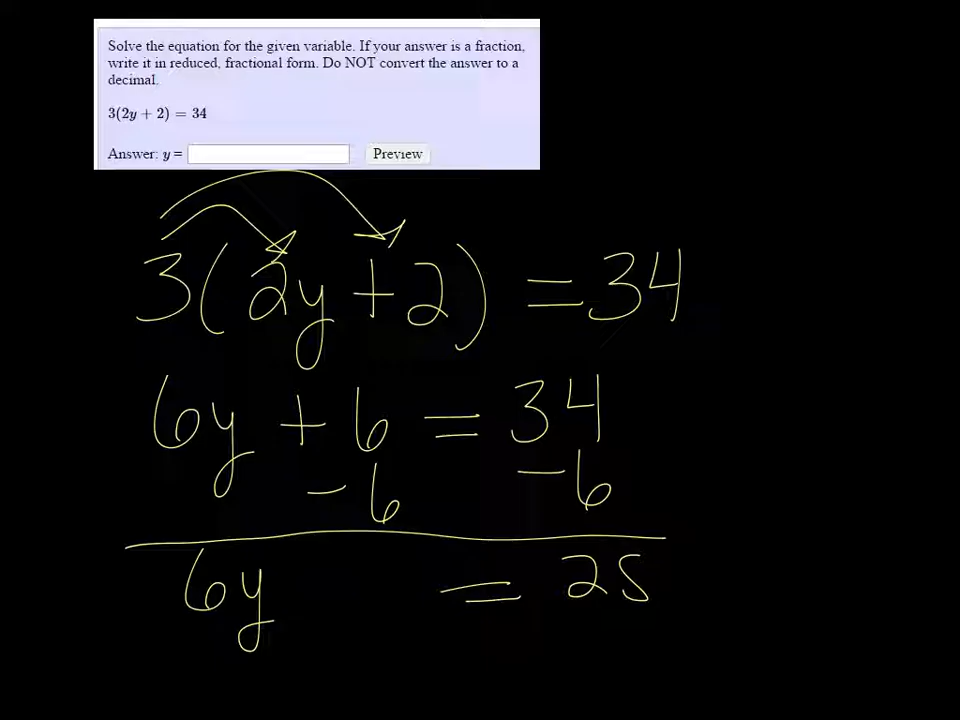 Solve the equation for the given variable. If your answer is a fraction,
write it in reduced, fractional form. Do NOT convert the answer to a
decimal.
3(2y + 2) = 34
Answer: y =
Preview
3(2y+2) = 34
6y + 6 = 34
-6 -6
6y = 25